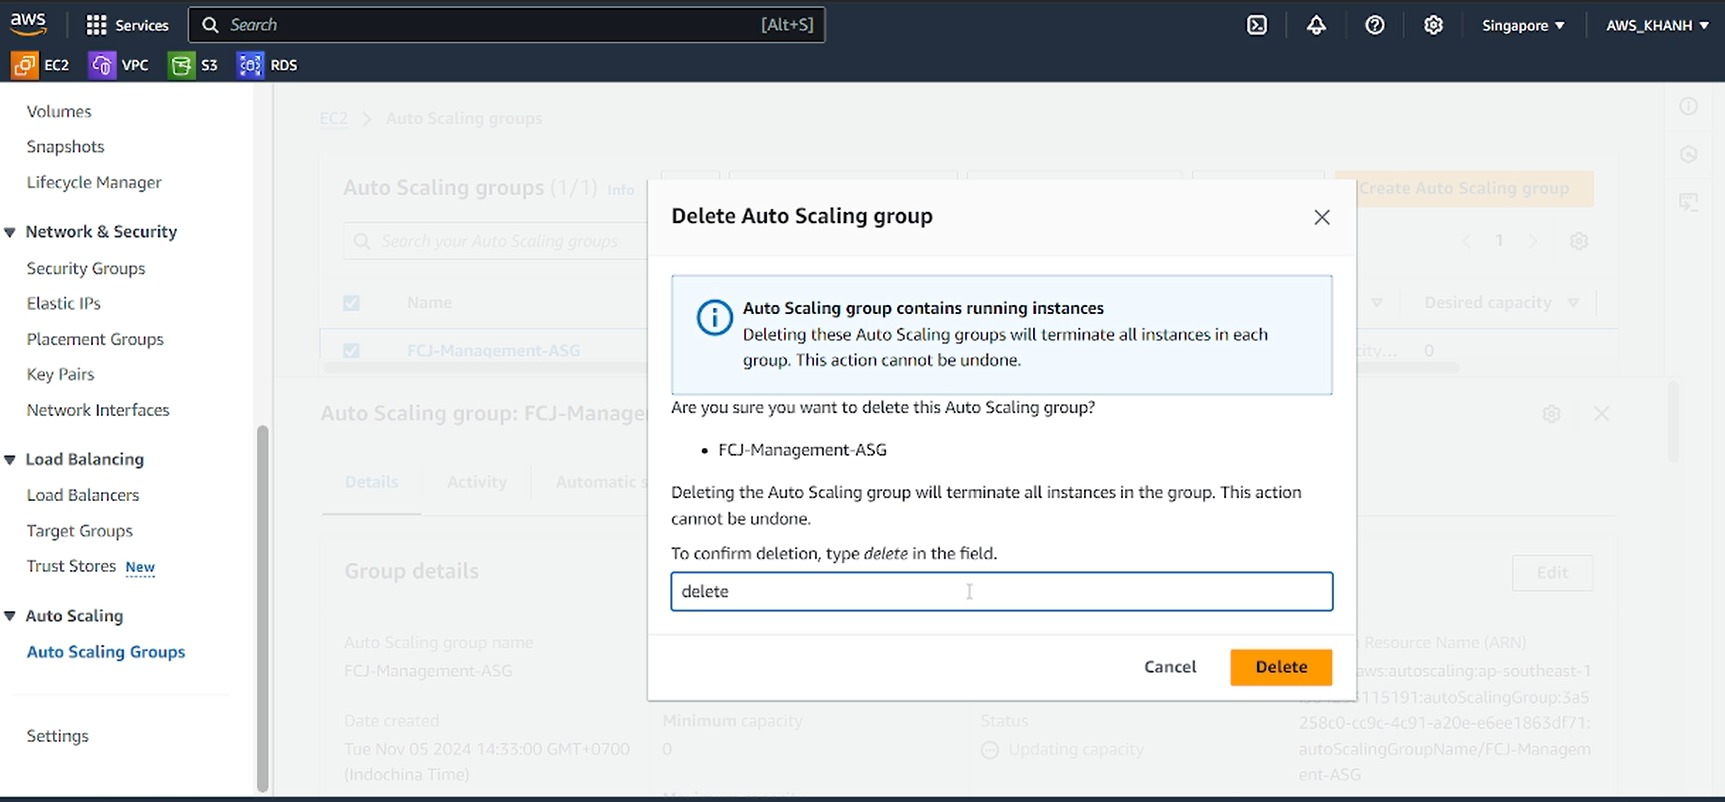 aws
Services
Search
[Alt+S]
Singapore
AWS_KHANH
EC2
VPC
S3
RDS
Volumes
Snapshots
Lifecycle Manager
Network & Security
Security Groups
Elastic IPs
Placement Groups
Key Pairs
Network Interfaces
Load Balancing
Load Balancers
Target Groups
Trust Stores New
Auto Scaling
Auto Scaling Groups
Settings
EC2 > Auto Scaling groups
Auto Scaling groups (1/1) Info
Create Auto Scaling group
Search your Auto Scaling groups
1
Name
Desired capacity
FCJ-Management-ASG
0
Auto Scaling group: FCJ-Manage
Details
Activity
Automatic s
Group details
Edit
Auto Scaling group name
FCJ-Management-ASG
Date created
Tue Nov 05 2024 14:33:00 GMT+0700
(Indochina Time)
Minimum capacity
0
Status
Updating capacity
Resource Name (ARN)
aws:autoscaling:ap-southeast-1
115191:autoScalingGroup:3a5
258c0-cc9c-4c91-a20e-e6ee1863df71:
autoScalingGroupName/FCJ-Managem
ent-ASG
Delete Auto Scaling group
Auto Scaling group contains running instances
Deleting these Auto Scaling groups will terminate all instances in each
group. This action cannot be undone.
Are you sure you want to delete this Auto Scaling group?
• FCJ-Management-ASG
Deleting the Auto Scaling group will terminate all instances in the group. This action
cannot be undone.
To confirm deletion, type delete in the field.
delete
Cancel
Delete